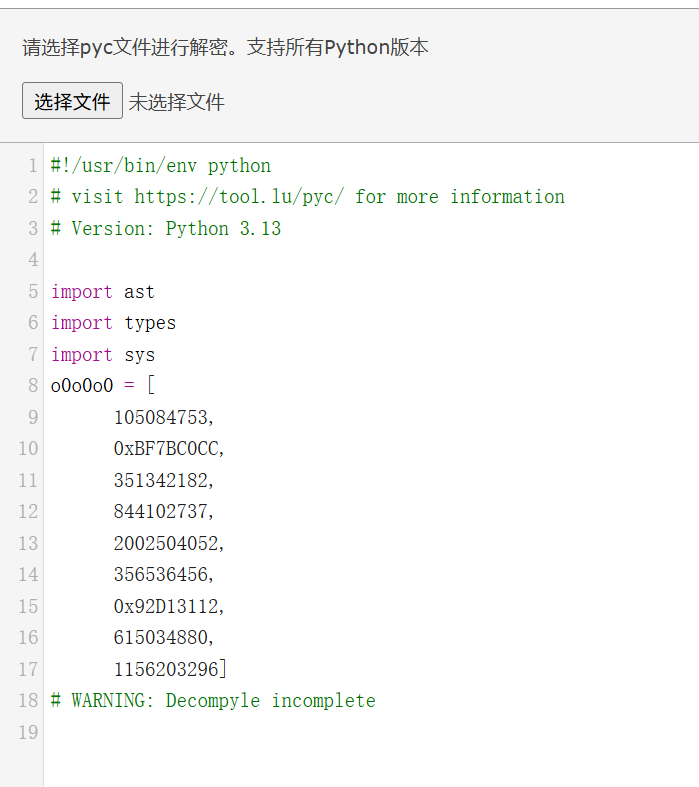 请选择pyc文件进行解密。支持所有Python版本
选择文件 未选择文件
1 #!/usr/bin/env python
2 # visit https://tool.lu/pyc/ for more information
3 # Version: Python 3.13
4
5 import ast
6 import types
7 import sys
8 o0o0o0 = [
9 105084753,
10 0xBF7BC0CC,
11 351342182,
12 844102737,
13 2002504052,
14 356536456,
15 0x92D13112,
16 615034880,
17 1156203296]
18 # WARNING: Decompyle incomplete
19